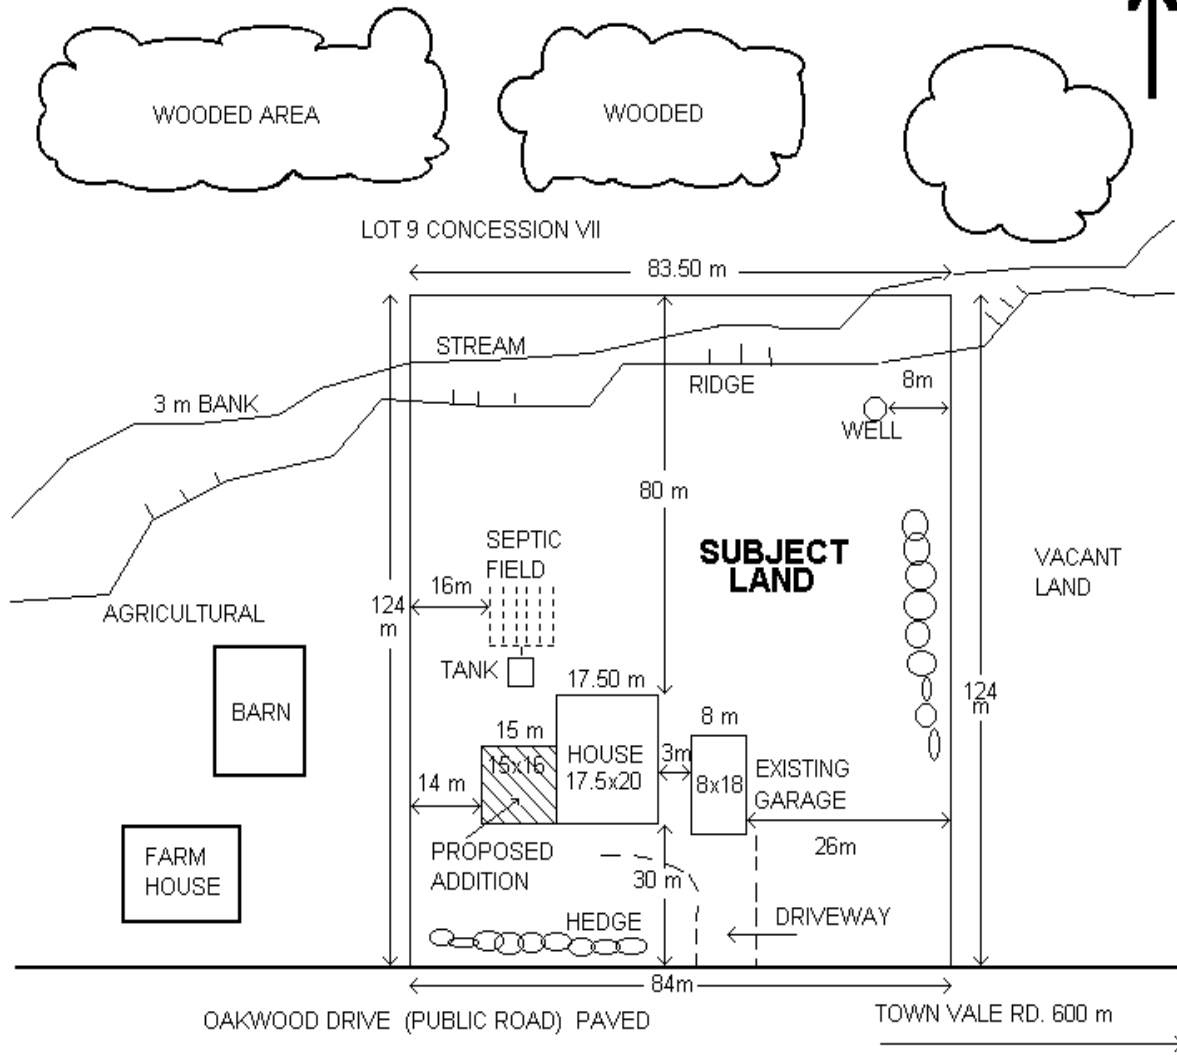 WOODED AREA
WOODED
LOT 9 CONCESSION VII
83.50 m
STREAM
3 m BANK
RIDGE
8m
WELL
80 m
SEPTIC
FIELD
SUBJECT
LAND
VACANT
LAND
16m
124
m
AGRICULTURAL
TANK
17.50 m
124
m
BARN
15 m
8 m
15x16
HOUSE
17.5x20
3m
8x18
EXISTING
GARAGE
14 m
26m
FARM
HOUSE
PROPOSED
ADDITION
30 m
HEDGE
DRIVEWAY
84m
OAKWOOD DRIVE (PUBLIC ROAD) PAVED
TOWN VALE RD. 600 m